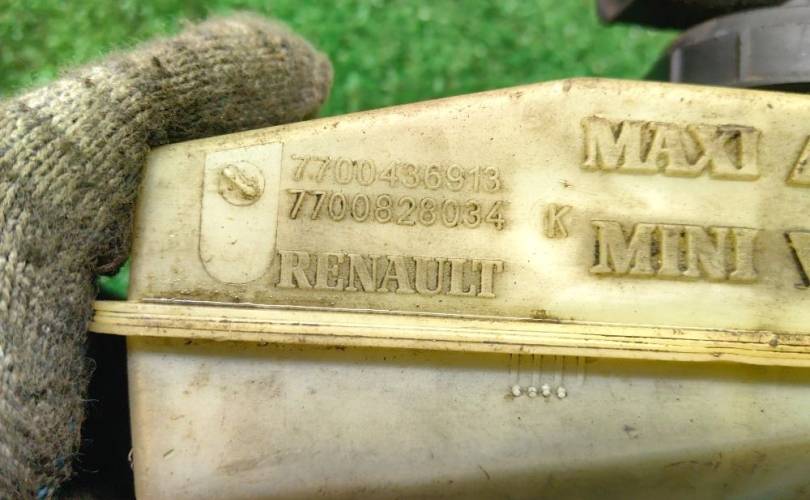 7700436913
7700828034 K
RENAULT
MAXI
MINI